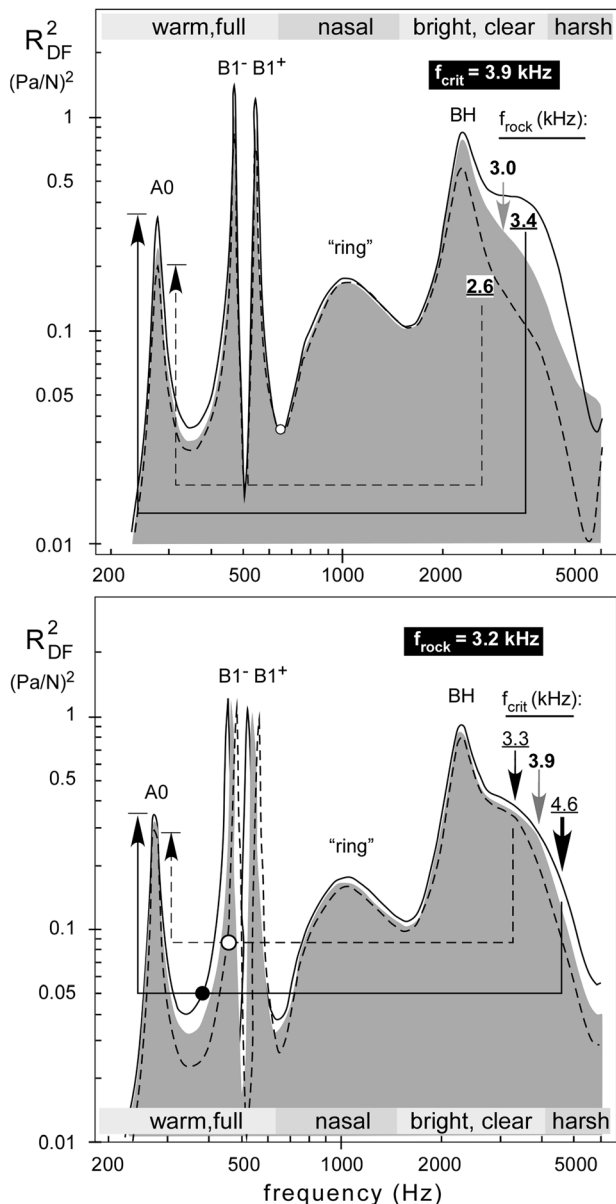 warm,full nasal bright, clear harsh
R²DF
(Pa/N)²
B1- B1+
fcrit = 3.9 kHz
frock (kHz):
1
BH
A0
3.0
0.5
3.4
"ring"
2.6
0.1
0.05
0.01
200 500 1000 2000 5000
R²DF
(Pa/N)²
frock = 3.2 kHz
B1- B1+
BH
fcrit (kHz):
1
3.3
3.9
A0
0.5
4.6
"ring"
0.1
0.05
warm,full nasal bright, clear harsh
0.01
200 500 1000 2000 5000
frequency (Hz)